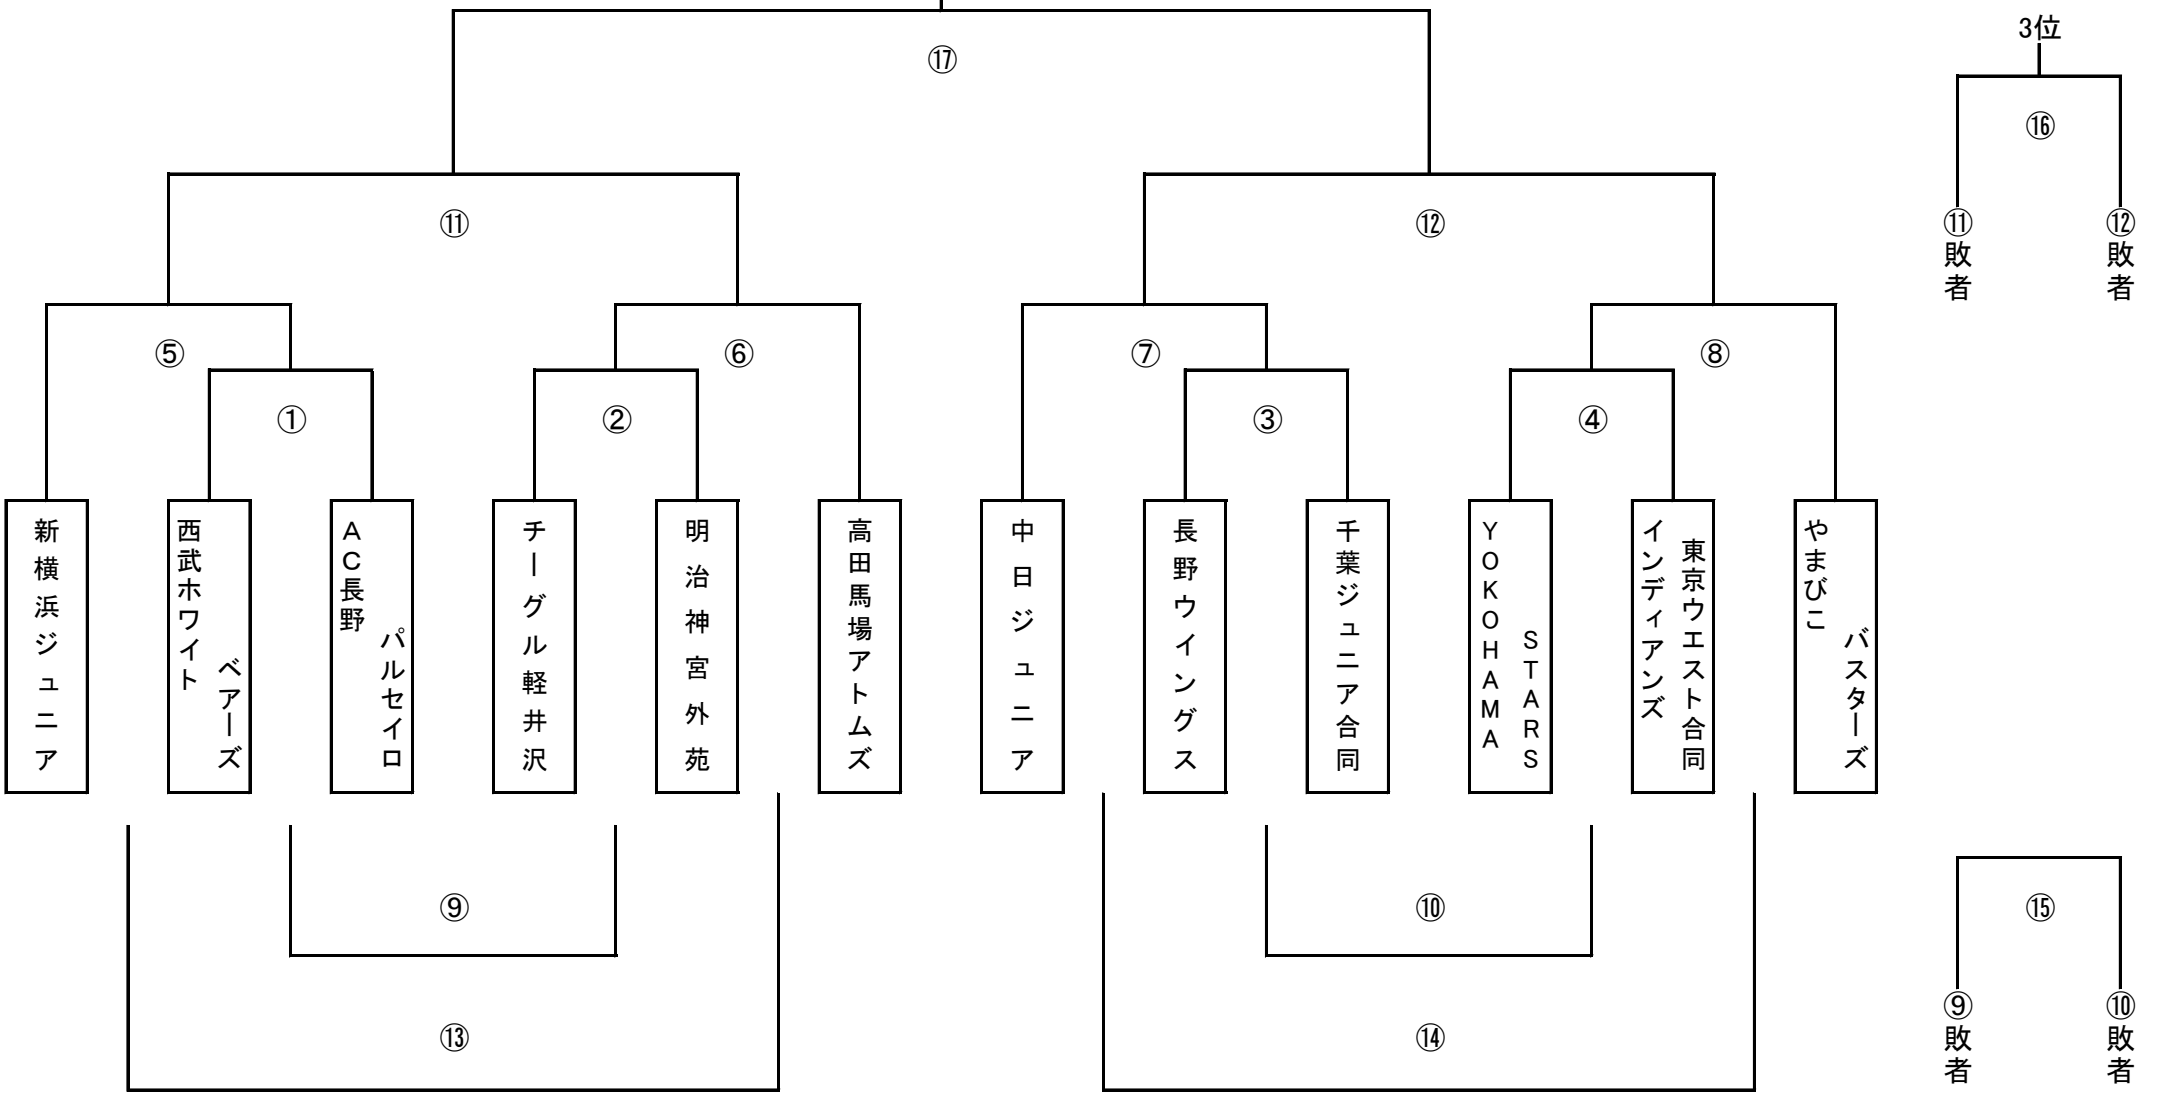 ⑰
3位
⑯
⑪敗者
⑫敗者
⑪
⑫
⑤
⑥
⑦
⑧
①
②
③
④
新横浜ジュニア
西武ホワイト
ベアーズ
AC長野
パルセイロ
チーグル軽井沢
明治神宮外苑
高田馬場アトムズ
中日ジュニア
長野ウイングス
千葉ジュニア合同
YOKOHAMA
STARS
東京ウエスト合同
インディアンズ
やまびこ
バスターズ
⑨
⑩
⑮
⑬
⑭
⑨敗者
⑩敗者